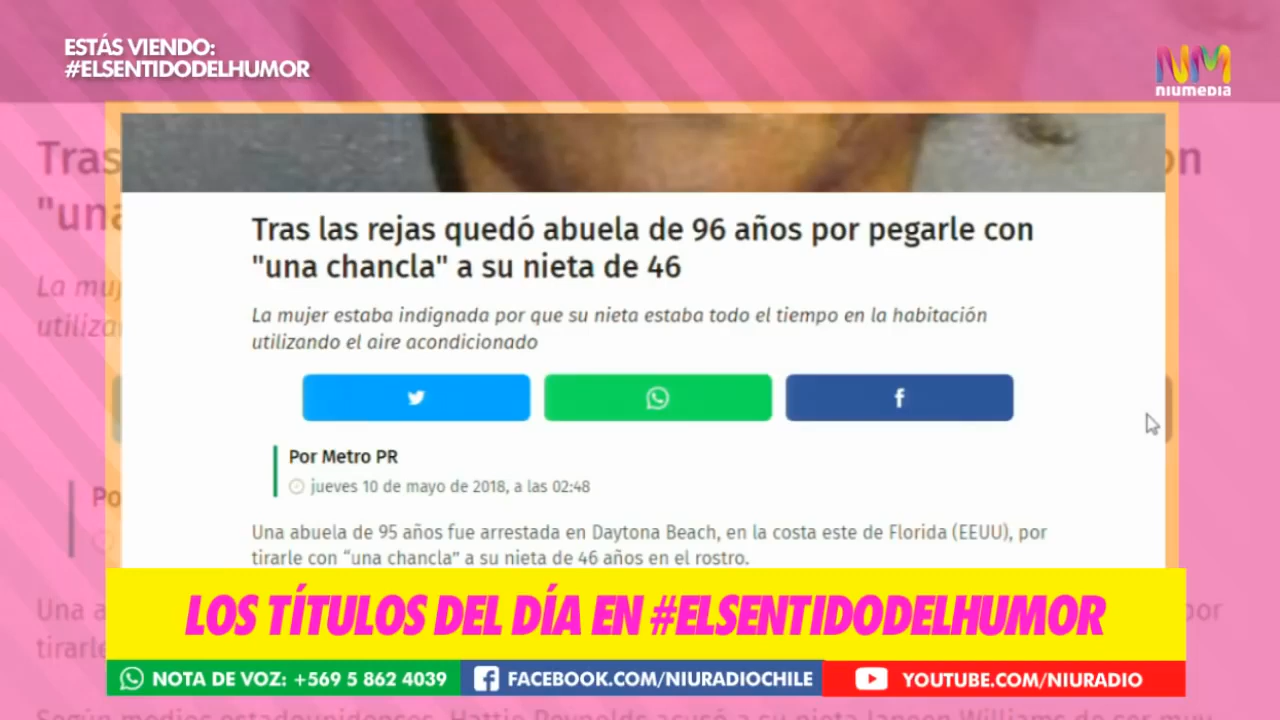 ESTÁS VIENDO:
#ELSENTIDODELHUMOR
NIUMEDIA
Tras las rejas quedó abuela de 96 años por pegarle con
"una chancla" a su nieta de 46
La mujer estaba indignada por que su nieta estaba todo el tiempo en la habitación
utilizando el aire acondicionado
Por Metro PR
jueves 10 de mayo de 2018, a las 02:48
Una abuela de 95 años fue arrestada en Daytona Beach, en la costa este de Florida (EEUU), por
tirarle con “una chancla" a su nieta de 46 años en el rostro.
LOS TÍTULOS DEL DÍA EN #ELSENTIDODELHUMOR
NOTA DE VOZ: +569 5 862 4039
FACEBOOK.COM/NIURADIOCHILE
YOUTUBE.COM/NIURADIO